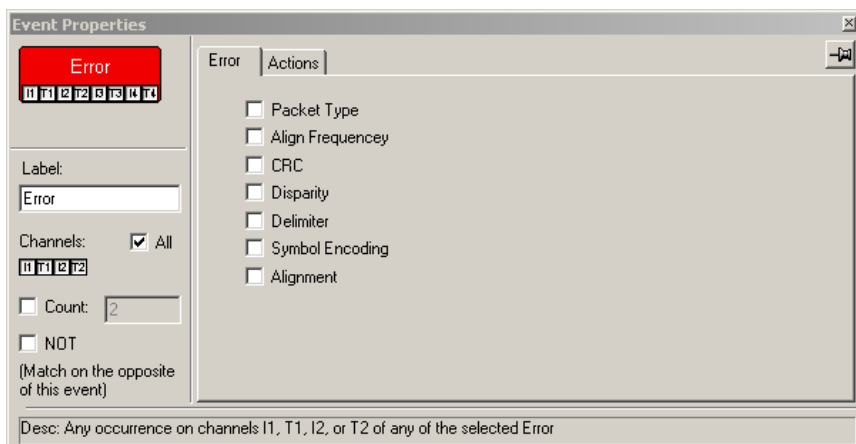 Event Properties
Error
I1 T1 I2 T2 I3 T3 I4 T4
Label:
Error
Channels:
All
I1 T1 I2 T2
Count:
2
NOT
(Match on the opposite
of this event)
Error
Actions
Packet Type
Align Frequencey
CRC
Disparity
Delimiter
Symbol Encoding
Alignment
Desc: Any occurrence on channels I1, T1, I2, or T2 of any of the selected Error